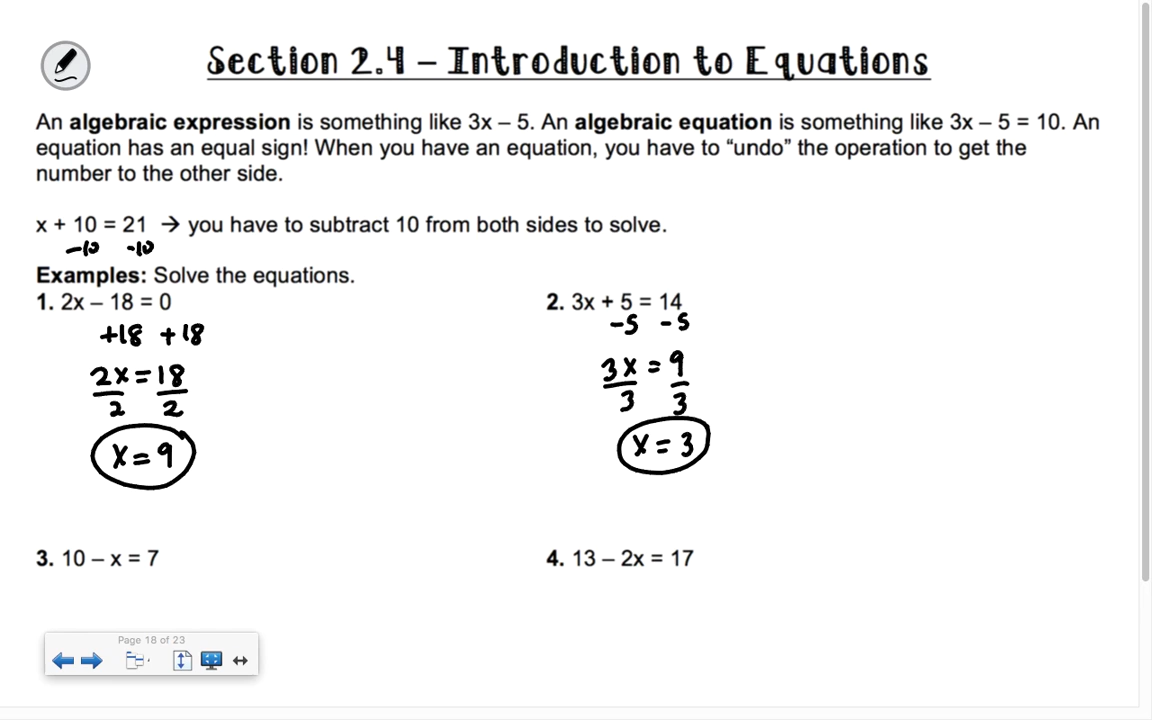 Section 2.4 – Introduction to Equations
An algebraic expression is something like 3x – 5. An algebraic equation is something like 3x – 5 = 10. An
equation has an equal sign! When you have an equation, you have to “undo” the operation to get the
number to the other side.
x + 10 = 21 → you have to subtract 10 from both sides to solve.
-10 -10
Examples: Solve the equations.
1. 2x – 18 = 0
+18 +18
2x = 18
2 2
x = 9
2. 3x + 5 = 14
-5 -5
3x = 9
3 3
x = 3
3. 10 – x = 7
4. 13 – 2x = 17
Page 18 of 23